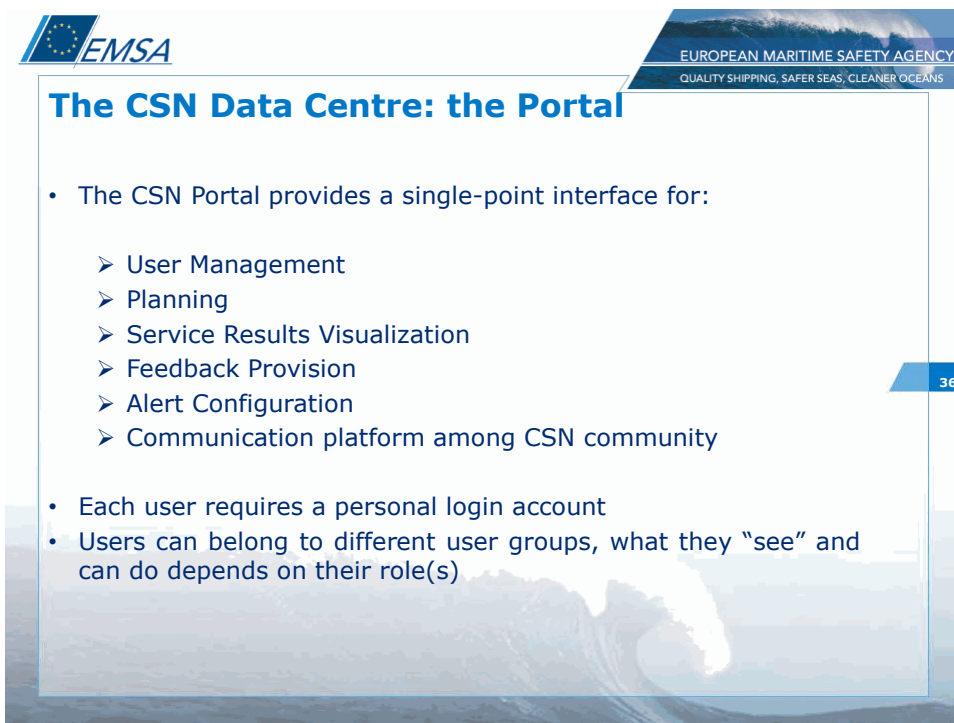 EMSA
EUROPEAN MARITIME SAFETY AGENCY
QUALITY SHIPPING, SAFER SEAS, CLEANER OCEANS
The CSN Data Centre: the Portal
• The CSN Portal provides a single-point interface for:
➢ User Management
➢ Planning
➢ Service Results Visualization
➢ Feedback Provision
36
➢ Alert Configuration
➢ Communication platform among CSN community
• Each user requires a personal login account
• Users can belong to different user groups, what they “see” and
can do depends on their role(s)